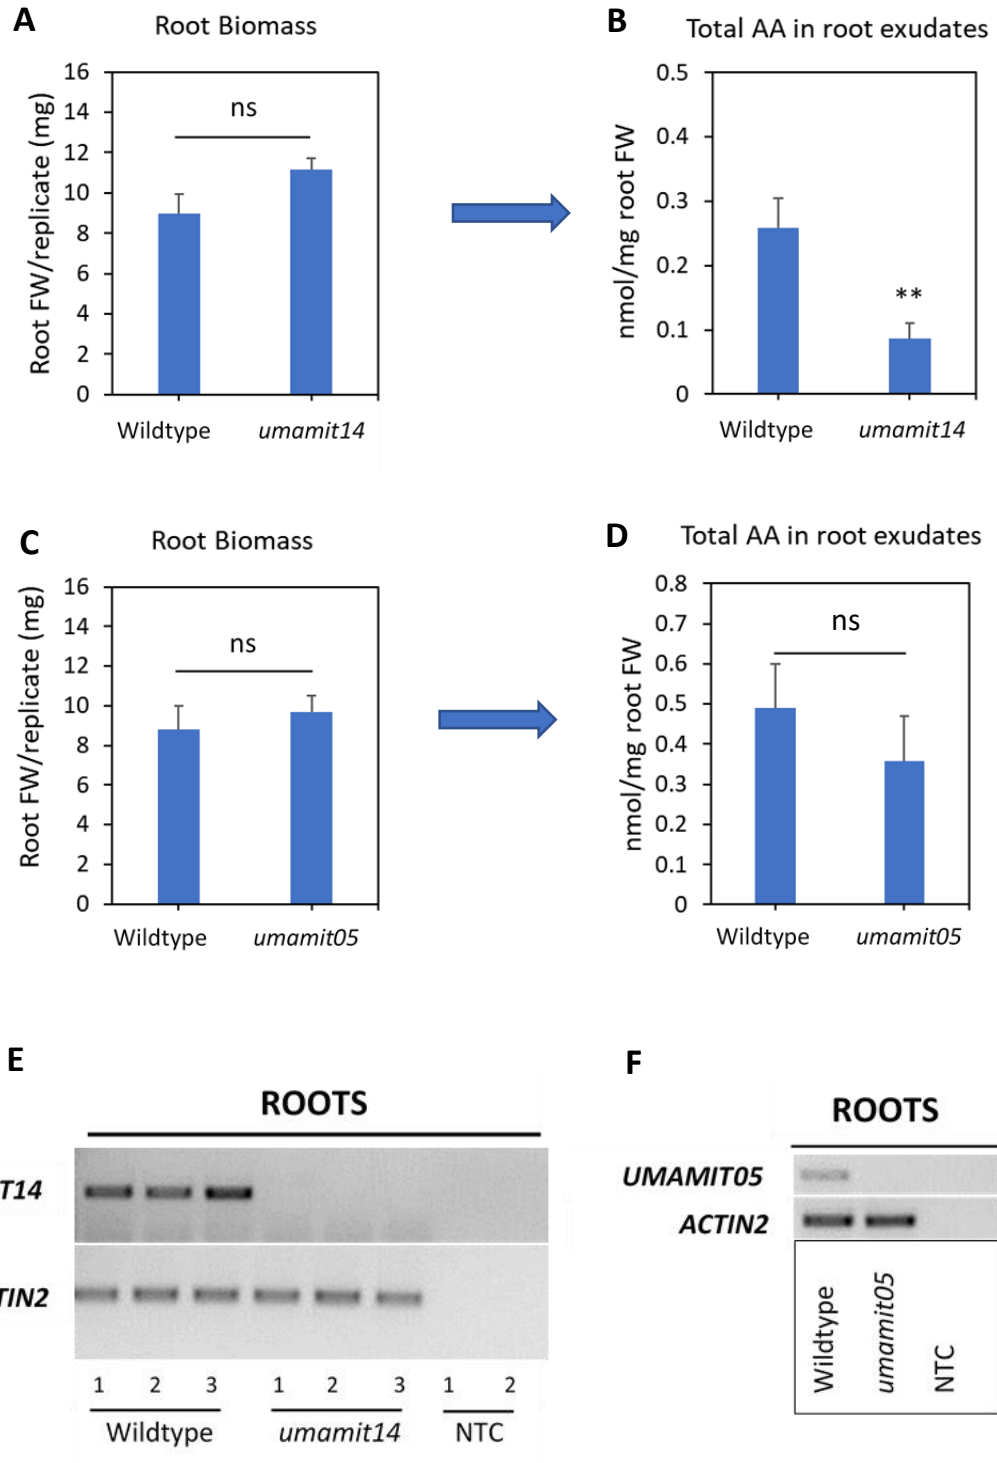 A
Root Biomass
Root FW/replicate (mg)
16
14
12
10
8
6
4
2
0
ns
Wildtype
umamit14
B
Total AA in root exudates
nmol/mg root FW
0.5
0.4
0.3
0.2
0.1
0
**
Wildtype
umamit14
C
Root Biomass
Root FW/replicate (mg)
16
14
12
10
8
6
4
2
0
ns
Wildtype
umamit05
D
Total AA in root exudates
nmol/mg root FW
0.8
0.7
0.6
0.5
0.4
0.3
0.2
0.1
0
ns
Wildtype
umamit05
E
ROOTS
T14
TIN2
1 2 3 1 2 3 1 2
Wildtype umamit14 NTC
F
ROOTS
UMAMIT05
ACTIN2
Wildtype
umamit05
NTC